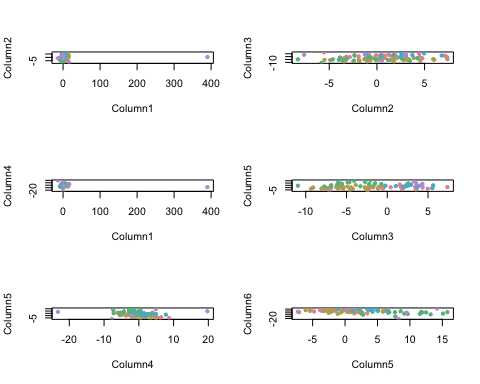 Column2
-5
0 100 200 300 400
Column1
Column3
-10
-5 0 5
Column2
Column4
-20
0 100 200 300 400
Column1
Column5
-5
-10 -5 0 5
Column3
Column5
-5
-20 -10 0 10 20
Column4
Column6
-20
-5 0 5 10 15
Column5